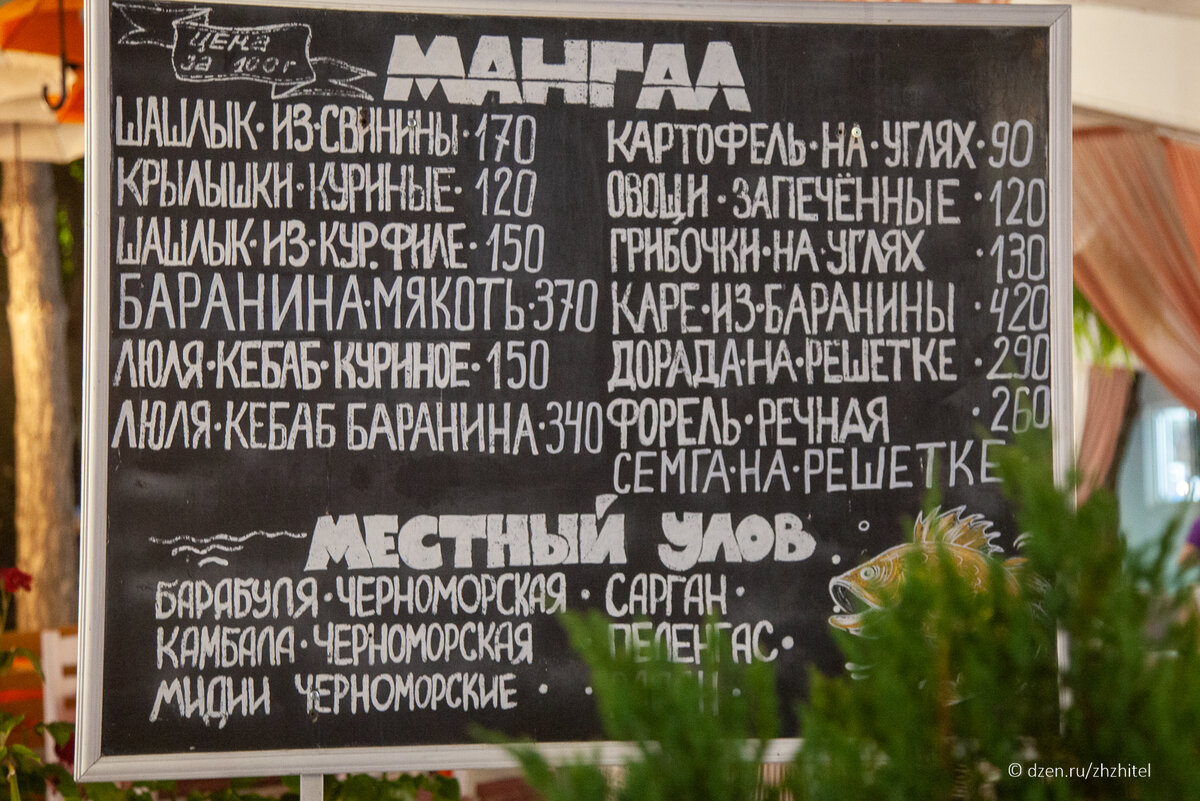 ЦЕНА
за 100г
МАНГАЛ
ШАШЛЫК·ИЗ·СВИНИНЫ·170
КРЫЛЫШКИ·КУРИНЫЕ·120
ШАШЛЫК·ИЗ·КУР.ФИЛЕ·150
БАРАНИНА·МЯКОТЬ·370
ЛЮЛЯ·КЕБАБ·КУРИНОЕ·150
ЛЮЛЯ·КЕБАБ БАРАНИНА·340
КАРТОФЕЛЬ·НА·УГЛЯХ·90
ОВОЩИ·ЗАПЕЧЁННЫЕ·120
ГРИБОЧКИ·НА·УГЛЯХ·130
КАРЕ·ИЗ·БАРАНИНЫ·420
ДОРАДА·НА·РЕШЕТКЕ·290
ФОРЕЛЬ·РЕЧНАЯ·260
СЕМГА·НА·РЕШЕТКЕ
МЕСТНЫЙ УЛОВ
БАРАБУЛЯ·ЧЕРНОМОРСКАЯ·
КАМБАЛА·ЧЕРНОМОРСКАЯ
МИДИИ ЧЕРНОМОРСКИЕ·
САРГАН·
ПЕЛЕНГАС·
© dzen.ru/zhzhitel